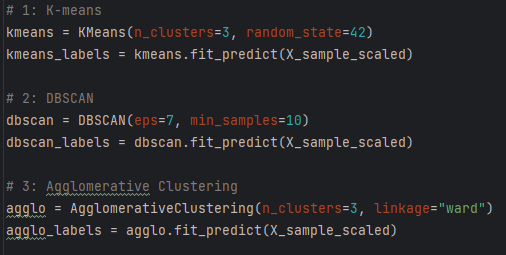 # 1: K-means
kmeans = KMeans(n_clusters=3, random_state=42)
kmeans_labels = kmeans.fit_predict(X_sample_scaled)
# 2: DBSCAN
dbscan = DBSCAN(eps=7, min_samples=10)
dbscan_labels = dbscan.fit_predict(X_sample_scaled)
# 3: Agglomerative Clustering
agglo = AgglomerativeClustering(n_clusters=3, linkage="ward")
agglo_labels = agglo.fit_predict(X_sample_scaled)